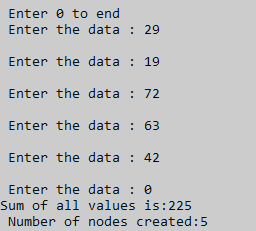 Enter 0 to end
Enter the data : 29
Enter the data : 19
Enter the data : 72
Enter the data : 63
Enter the data : 42
Enter the data : 0
Sum of all values is:225
Number of nodes created:5